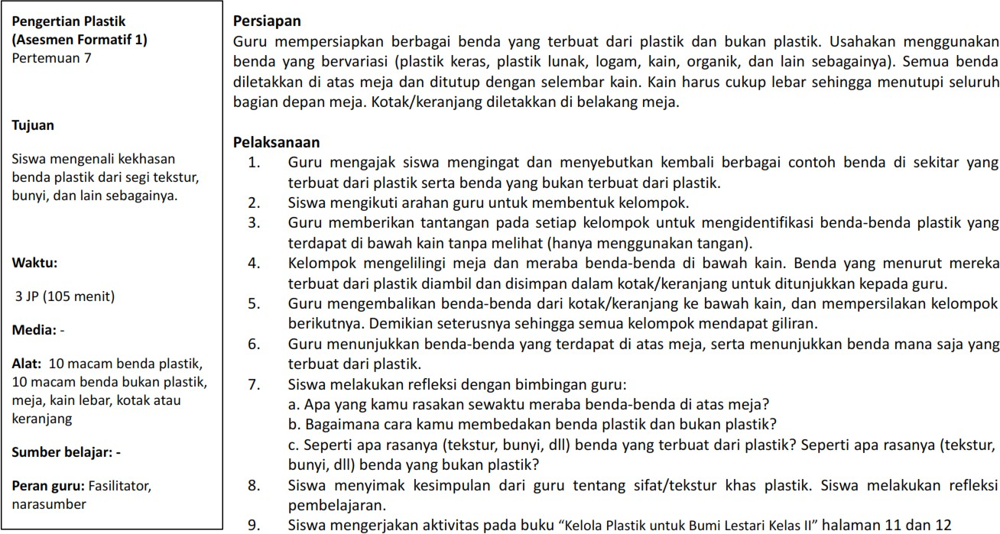 Pengertian Plastik
(Asesmen Formatif 1)
Pertemuan 7
Tujuan
Siswa mengenali kekhasan
benda plastik dari segi tekstur,
bunyi, dan lain sebagainya.
Waktu:
3 JP (105 menit)
Media: -
Alat: 10 macam benda plastik,
10 macam benda bukan plastik,
meja, kain lebar, kotak atau
keranjang
Sumber belajar: -
Peran guru: Fasilitator,
narasumber
Persiapan
Guru mempersiapkan berbagai benda yang terbuat dari plastik dan bukan plastik. Usahakan menggunakan
benda yang bervariasi (plastik keras, plastik lunak, logam, kain, organik, dan lain sebagainya). Semua benda
diletakkan di atas meja dan ditutup dengan selembar kain. Kain harus cukup lebar sehingga menutupi seluruh
bagian depan meja. Kotak/keranjang diletakkan di belakang meja.
Pelaksanaan
1. Guru mengajak siswa mengingat dan menyebutkan kembali berbagai contoh benda di sekitar yang
terbuat dari plastik serta benda yang bukan terbuat dari plastik.
2. Siswa mengikuti arahan guru untuk membentuk kelompok.
3. Guru memberikan tantangan pada setiap kelompok untuk mengidentifikasi benda-benda plastik yang
terdapat di bawah kain tanpa melihat (hanya menggunakan tangan).
4. Kelompok mengelilingi meja dan meraba benda-benda di bawah kain. Benda yang menurut mereka
terbuat dari plastik diambil dan disimpan dalam kotak/keranjang untuk ditunjukkan kepada guru.
5. Guru mengembalikan benda-benda dari kotak/keranjang ke bawah kain, dan mempersilakan kelompok
berikutnya. Demikian seterusnya sehingga semua kelompok mendapat giliran.
6. Guru menunjukkan benda-benda yang terdapat di atas meja, serta menunjukkan benda mana saja yang
terbuat dari plastik.
7. Siswa melakukan refleksi dengan bimbingan guru:
a. Apa yang kamu rasakan sewaktu meraba benda-benda di atas meja?
b. Bagaimana cara kamu membedakan benda plastik dan bukan plastik?
c. Seperti apa rasanya (tekstur, bunyi, dll) benda yang terbuat dari plastik? Seperti apa rasanya (tekstur,
bunyi, dll) benda yang bukan plastik?
8. Siswa menyimak kesimpulan dari guru tentang sifat/tekstur khas plastik. Siswa melakukan refleksi
pembelajaran.
9. Siswa mengerjakan aktivitas pada buku “Kelola Plastik untuk Bumi Lestari Kelas II” halaman 11 dan 12